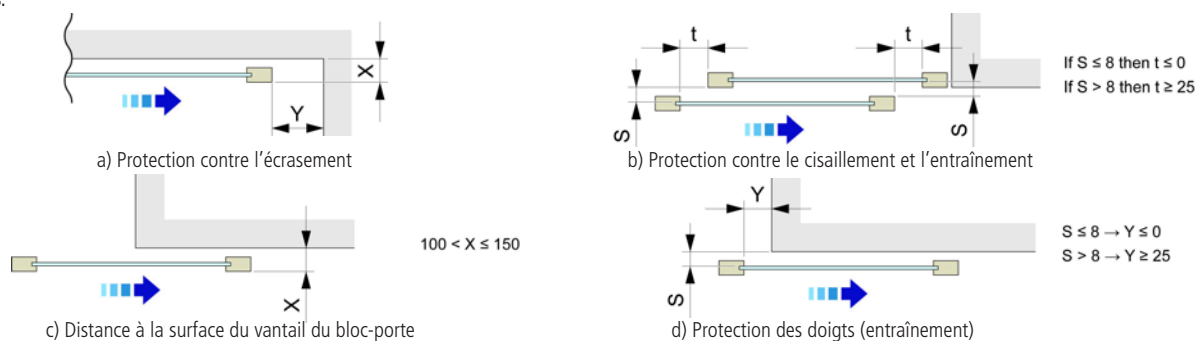 s.
X
Y
a) Protection contre l'écrasement
t
t
If S ≤ 8 then t ≤ 0
If S > 8 then t ≥ 25
S
S
b) Protection contre le cisaillement et l'entraînement
100 < X ≤ 150
X
c) Distance à la surface du vantail du bloc-porte
Y
S ≤ 8 → Y ≤ 0
S > 8 → Y ≥ 25
S
d) Protection des doigts (entraînement)